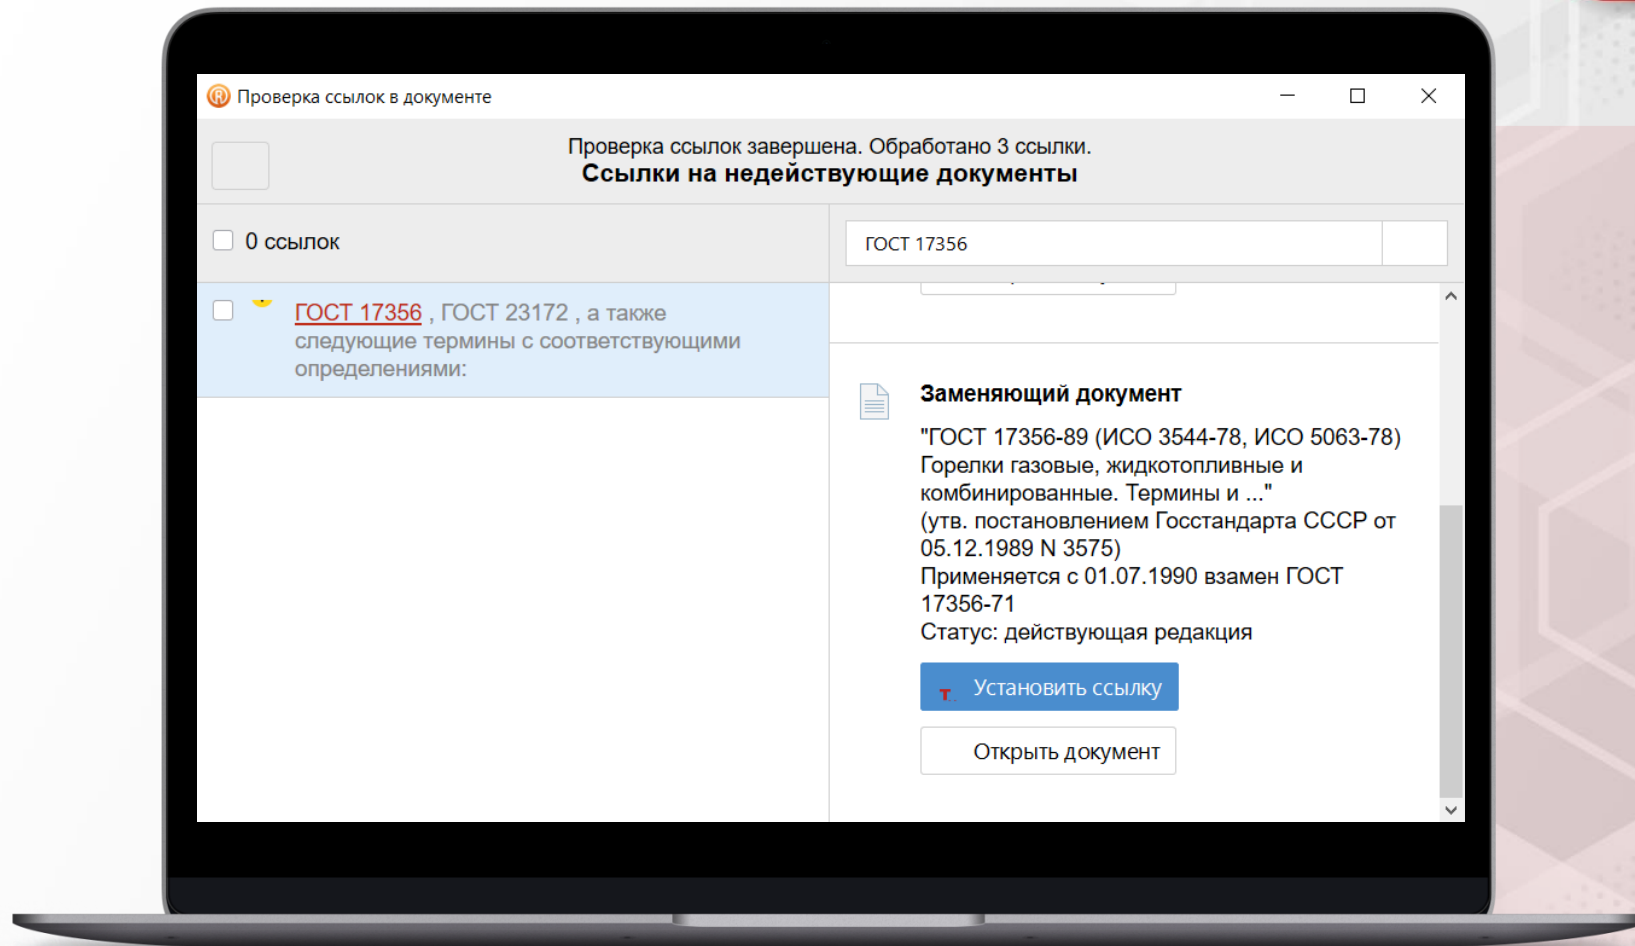 Проверка ссылок в документе
Проверка ссылок завершена. Обработано 3 ссылки.
Ссылки на недействующие документы
0 ссылок
ГОСТ 17356
ГОСТ 17356 , ГОСТ 23172 , а также
следующие термины с соответствующими
определениями:
Заменяющий документ
"ГОСТ 17356-89 (ИСО 3544-78, ИСО 5063-78)
Горелки газовые, жидкотопливные и
комбинированные. Термины и ..."
(утв. постановлением Госстандарта СССР от
05.12.1989 N 3575)
Применяется с 01.07.1990 взамен ГОСТ
17356-71
Статус: действующая редакция
Установить ссылку
Открыть документ